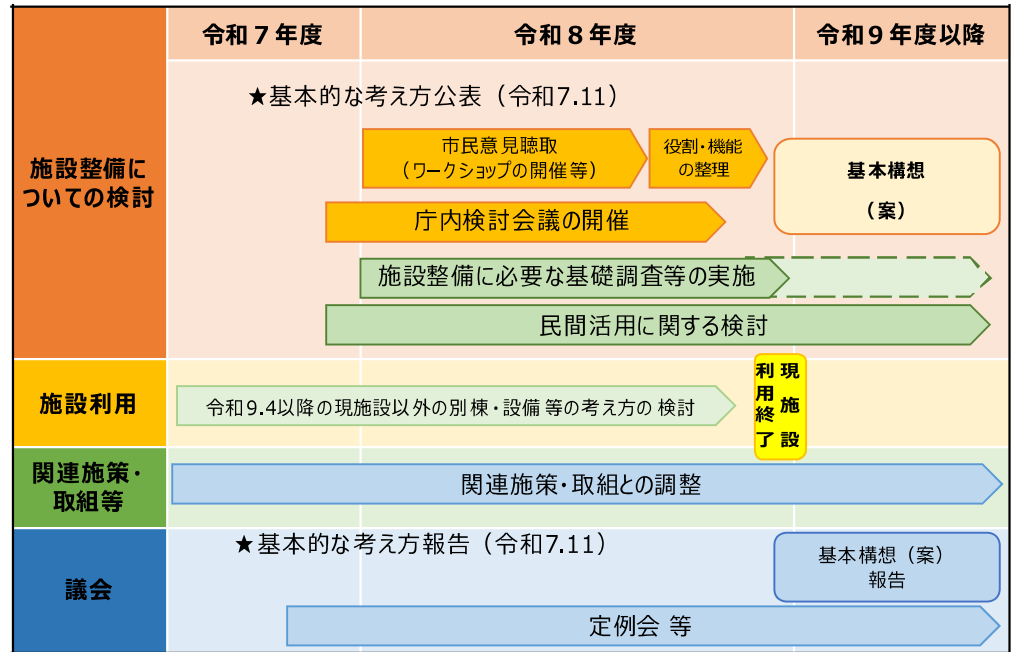 令和７年度
令和８年度
令和９年度以降
施設整備に
ついての検討
★基本的な考え方公表（令和7.11）
市民意見聴取
（ワークショップの開催等）
役割・機能
の整理
基本構想
（案）
庁内検討会議の開催
施設整備に必要な基礎調査等の実施
民間活用に関する検討
施設利用
令和9.4以降の現施設以外の別棟・設備等の考え方の検討
現施設
利用終了
関連施策・
取組等
関連施策・取組との調整
議会
★基本的な考え方報告（令和7.11）
基本構想（案）
報告
定例会 等